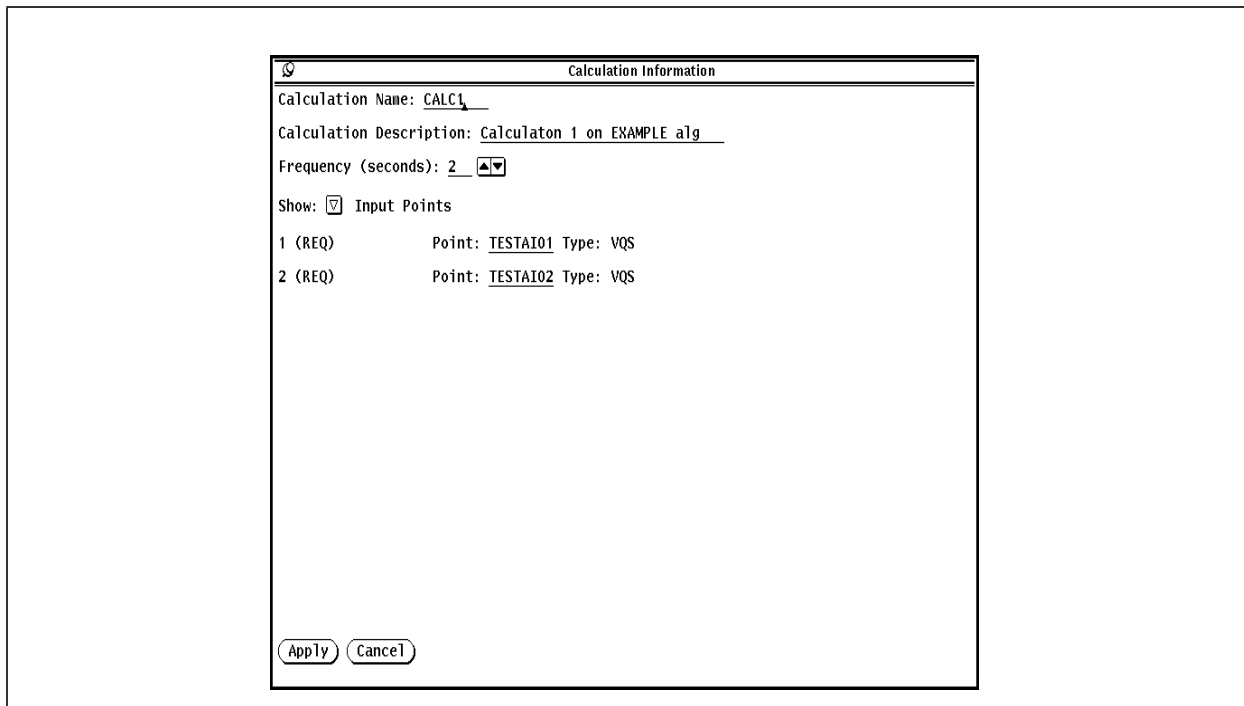 Calculation Information
Calculation Name: CALC1
Calculation Description: Calculaton 1 on EXAMPLE alg
Frequency (seconds): 2
Show: Input Points
1 (REQ) Point: TESTAI01 Type: VQS
2 (REQ) Point: TESTAI02 Type: VQS
Apply Cancel